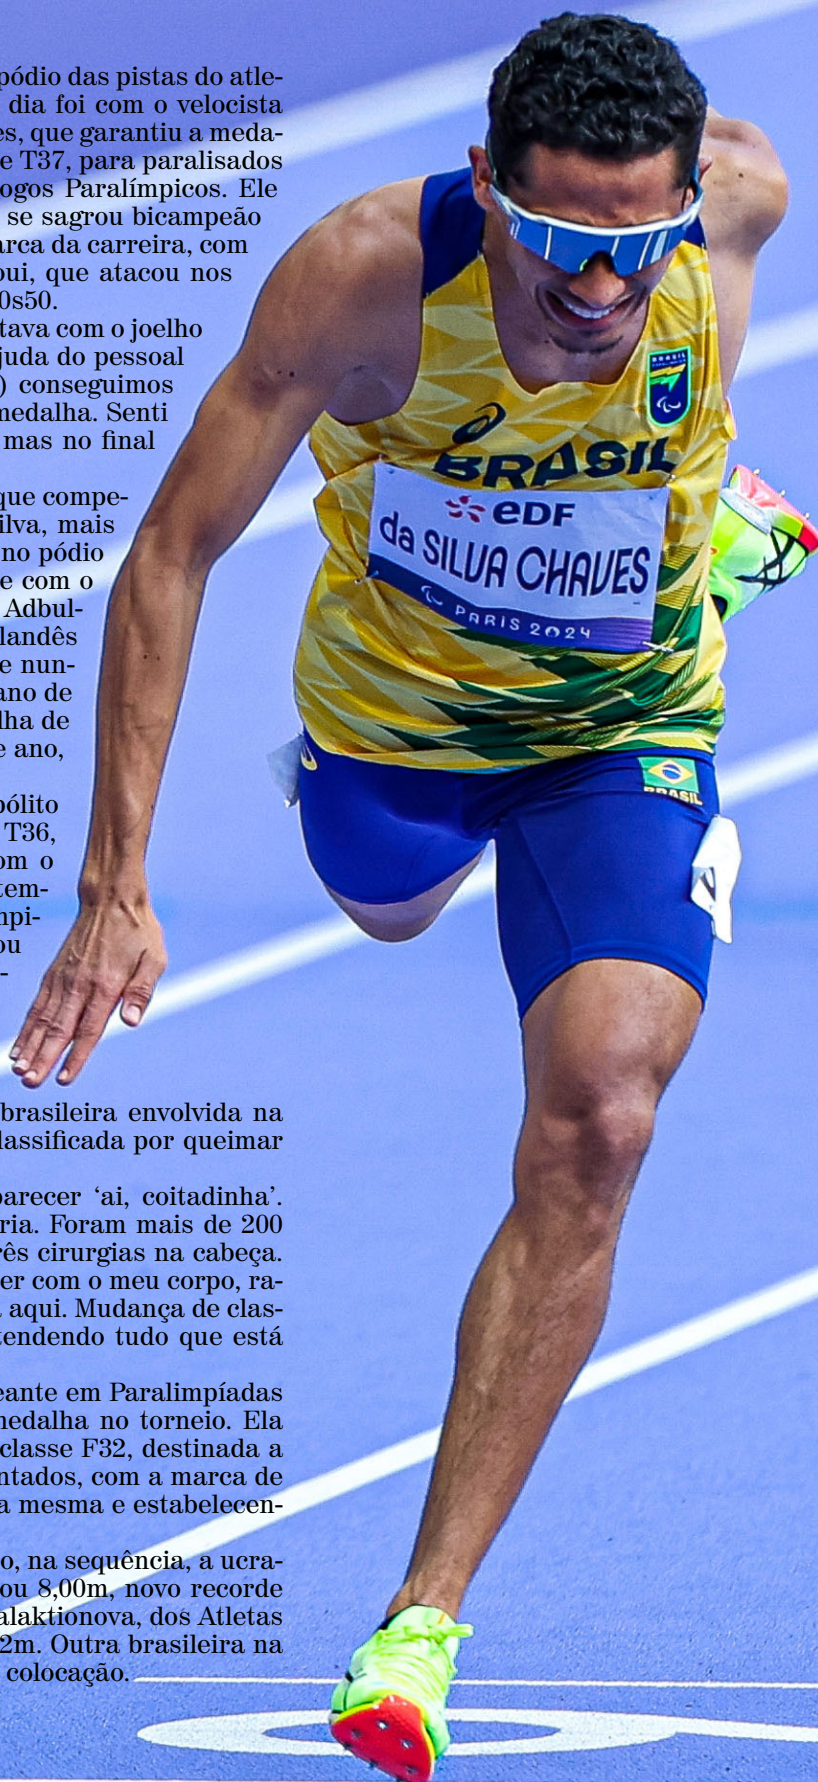 pódio das pistas do atle-
dia foi com o velocista
es, que garantiu a meda-
e T37, para paralisados
ogos Paralímpicos. Ele
se sagrou bicampeão
arca da carreira, com
oui, que atacou nos
0s50.
tava com o joelho
juda do pessoal
) conseguimos
medalha. Senti
mas no final
que compe-
ilva, mais
no pódio
e com o
Adbul-
landês
e nun-
ano de
lha de
e ano,
pólito
T36,
om o
tem-
mpi-
ou
-
brasileira envolvida na
lassificada por queimar
parecer ‘ai, coitadinha’.
ria. Foram mais de 200
rês cirurgias na cabeça.
er com o meu corpo, ra-
a aqui. Mudança de clas-
tendendo tudo que está
eante em Paralimpíadas
medalha no torneio. Ela
classe F32, destinada a
ntados, com a marca de
a mesma e estabelecen-
o, na sequência, a ucra-
ou 8,00m, novo recorde
alaktionova, dos Atletas
2m. Outra brasileira na
colocação.
BRASIL
BRASIL
eDF
da SILVA CHAVES
PARIS 2024
BRASIL